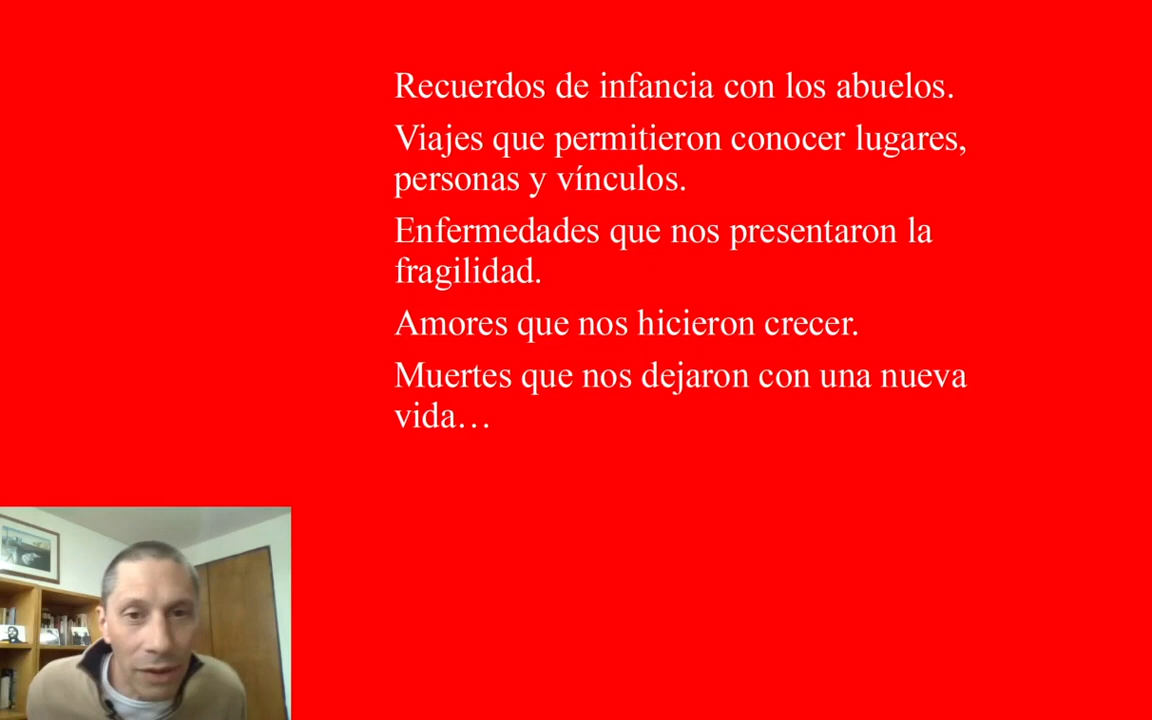 Recuerdos de infancia con los abuelos.
Viajes que permitieron conocer lugares,
personas y vínculos.
Enfermedades que nos presentaron la
fragilidad.
Amores que nos hicieron crecer.
Muertes que nos dejaron con una nueva
vida…